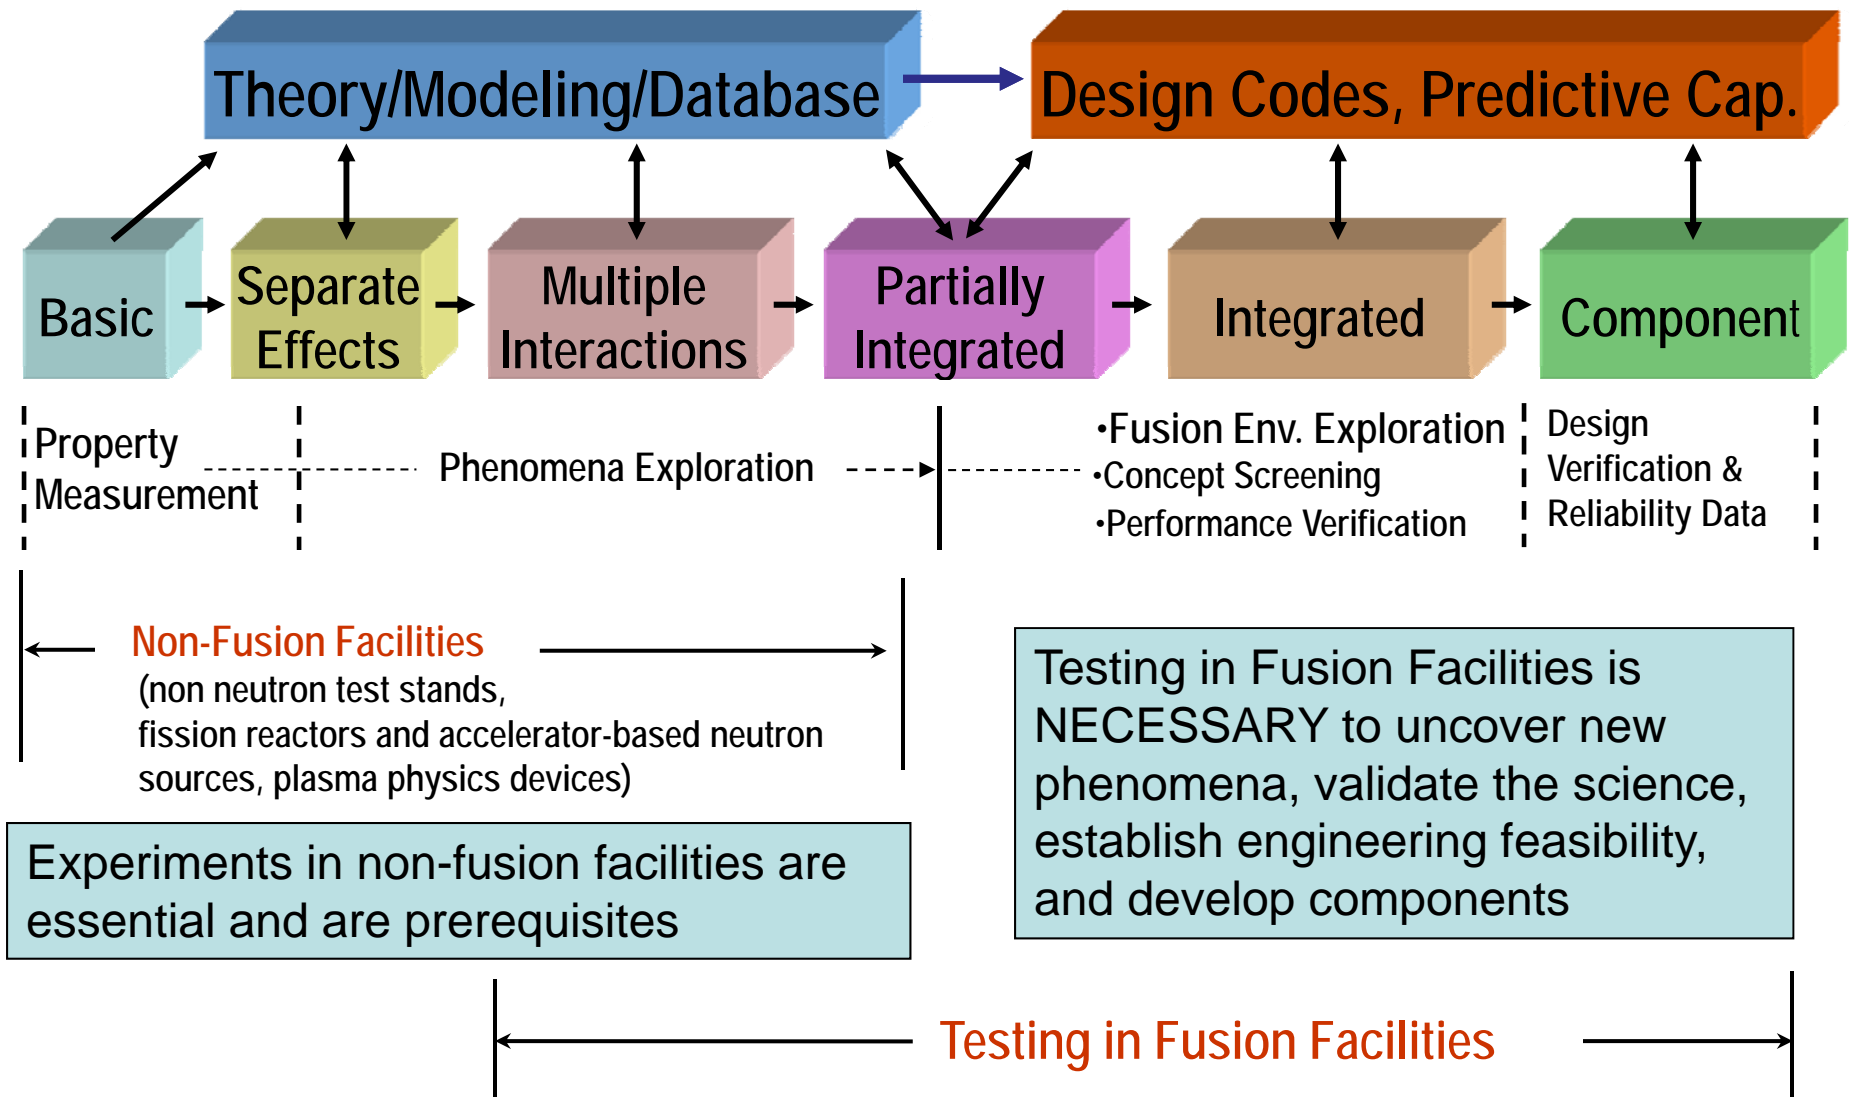 Theory/Modeling/Database
Design Codes, Predictive Cap.
Basic
Separate
Effects
Multiple
Interactions
Partially
Integrated
Integrated
Component
Property
Measurement
Phenomena Exploration
•Fusion Env. Exploration
•Concept Screening
•Performance Verification
Design
Verification &
Reliability Data
Non-Fusion Facilities
(non neutron test stands,
fission reactors and accelerator-based neutron
sources, plasma physics devices)
Testing in Fusion Facilities is
NECESSARY to uncover new
phenomena, validate the science,
establish engineering feasibility,
and develop components
Experiments in non-fusion facilities are
essential and are prerequisites
Testing in Fusion Facilities